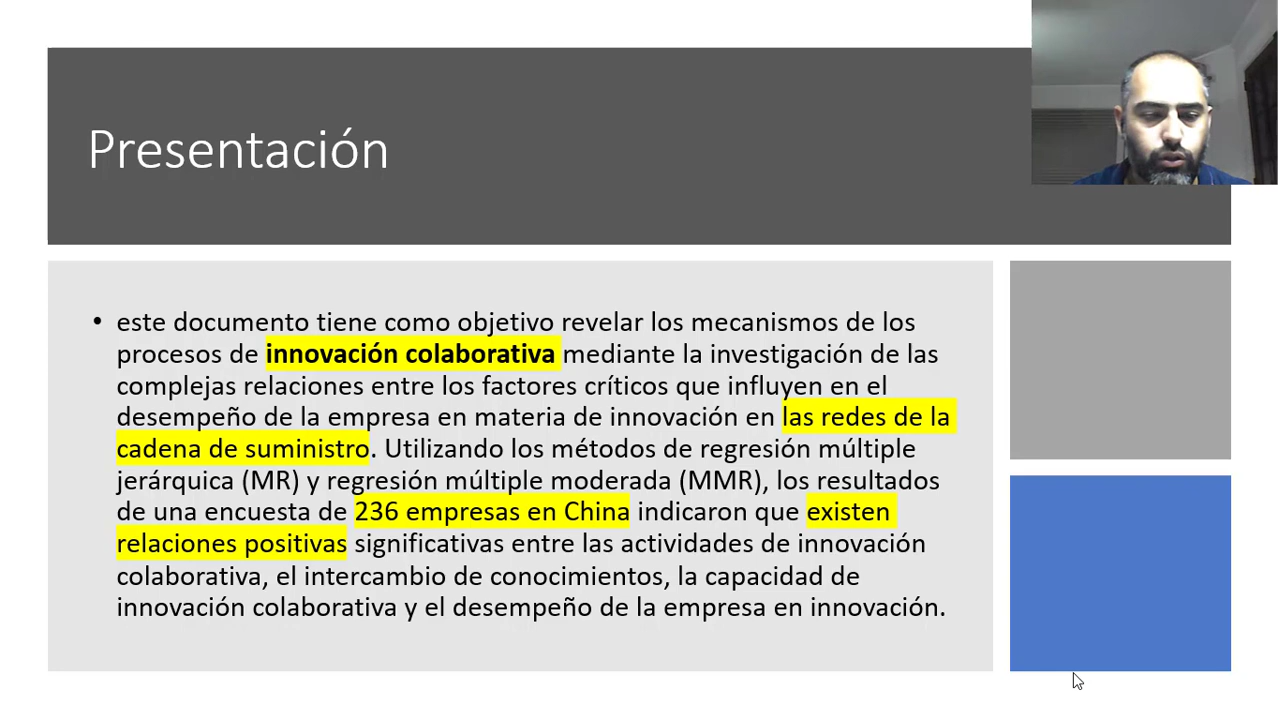 Presentación
• este documento tiene como objetivo revelar los mecanismos de los
procesos de innovación colaborativa mediante la investigación de las
complejas relaciones entre los factores críticos que influyen en el
desempeño de la empresa en materia de innovación en las redes de la
cadena de suministro. Utilizando los métodos de regresión múltiple
jerárquica (MR) y regresión múltiple moderada (MMR), los resultados
de una encuesta de 236 empresas en China indicaron que existen
relaciones positivas significativas entre las actividades de innovación
colaborativa, el intercambio de conocimientos, la capacidad de
innovación colaborativa y el desempeño de la empresa en innovación.